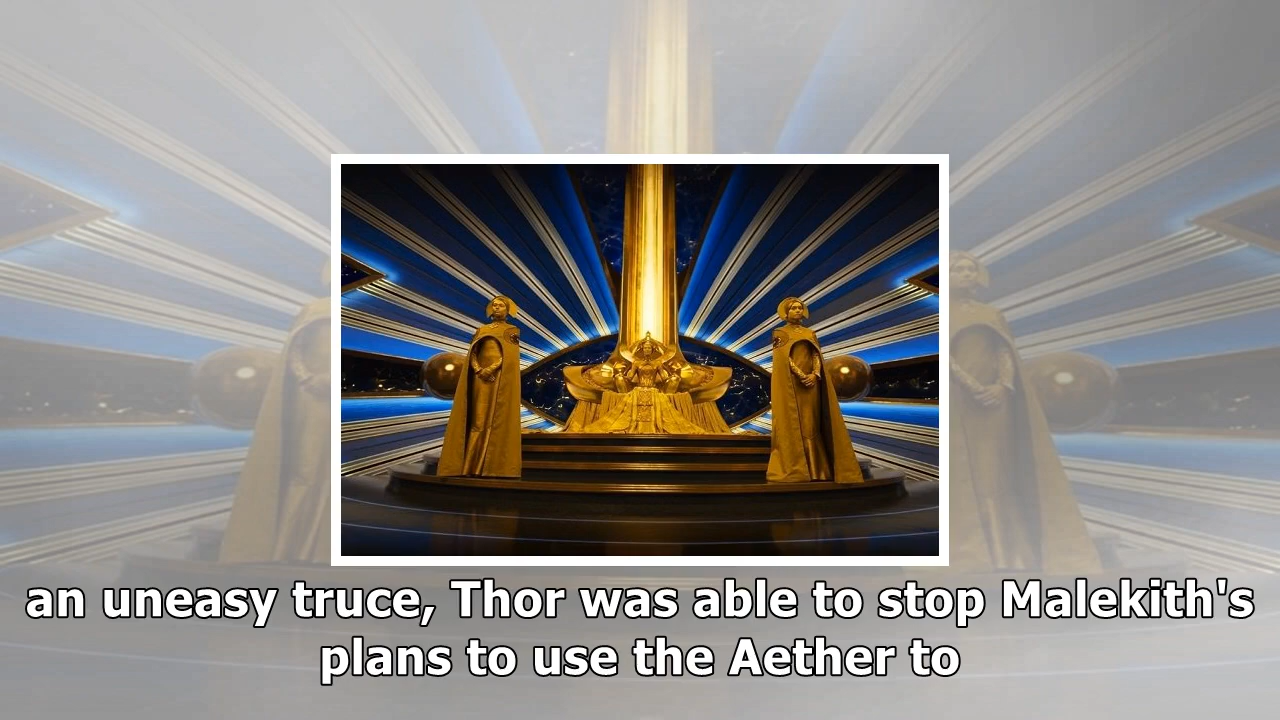 an uneasy truce, Thor was able to stop Malekith's
plans to use the Aether to